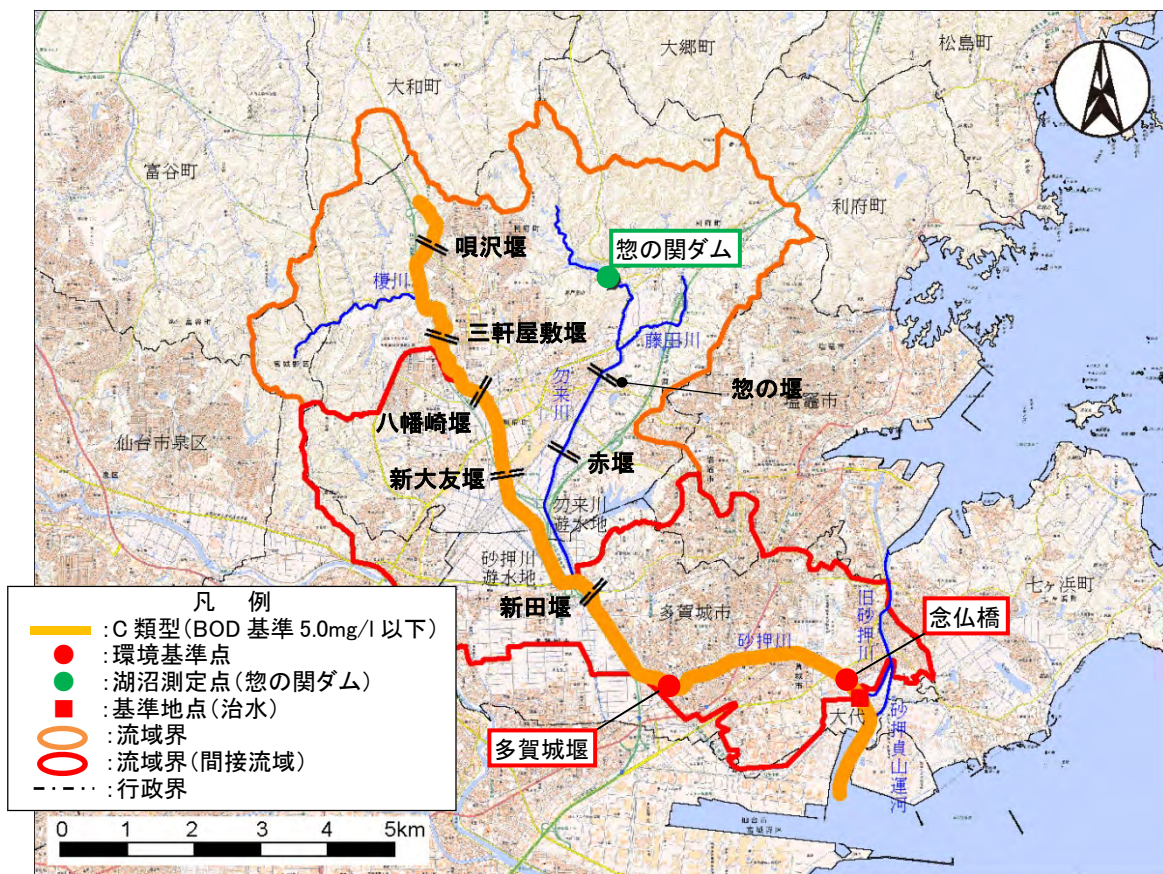 大郷町
松島町
N
大和町
富谷町
利府町
利府町
惣の関ダム
唄沢堰
榎川
三軒屋敷堰
藤田川
塩竈市
勿来川
惣の堰
八幡崎堰
仙台市泉区
泉区
赤堰
新大友堰
勿来川
遊水地
砂押川
遊水地
七ヶ浜町
新田堰
多賀城市
旧砂押川
念仏橋
砂押川
大代
多賀城堰
砂押貞山運河
凡 例
:C 類型(BOD 基準 5.0mg/l 以下)
:環境基準点
:湖沼測定点(惣の関ダム)
:基準地点(治水)
:流域界
:流域界(間接流域)
:行政界
0 1 2 3 4 5km